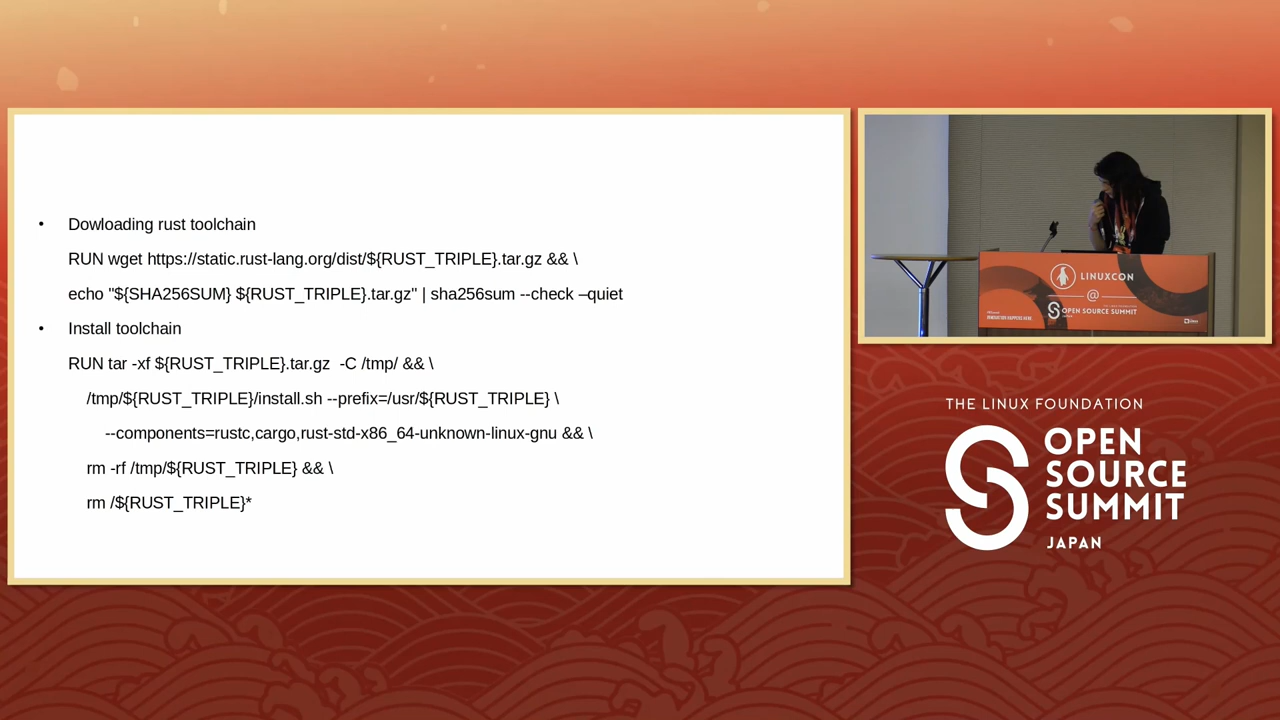 • Dowloading rust toolchain
RUN wget https://static.rust-lang.org/dist/${RUST_TRIPLE}.tar.gz && \
echo "${SHA256SUM} ${RUST_TRIPLE}.tar.gz" | sha256sum --check –quiet
• Install toolchain
RUN tar -xf ${RUST_TRIPLE}.tar.gz  -C /tmp/ && \
/tmp/${RUST_TRIPLE}/install.sh --prefix=/usr/${RUST_TRIPLE} \
--components=rustc,cargo,rust-std-x86_64-unknown-linux-gnu && \
rm -rf /tmp/${RUST_TRIPLE} && \
rm /${RUST_TRIPLE}*
LINUXCON
@
OPEN SOURCE SUMMIT
THE LINUX FOUNDATION
OPEN
SOURCE
SUMMIT
JAPAN